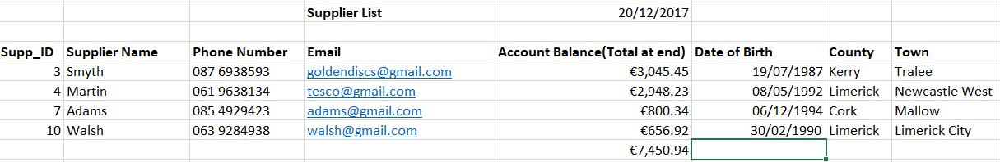 Supplier List 20/12/2017
Supp_ID Supplier Name Phone Number Email Account Balance(Total at end) Date of Birth County Town
3 Smyth 087 6938593 goldendiscs@gmail.com €3,045.45 19/07/1987 Kerry Tralee
4 Martin 061 9638134 tesco@gmail.com €2,948.23 08/05/1992 Limerick Newcastle West
7 Adams 085 4929423 adams@gmail.com €800.34 06/12/1994 Cork Mallow
10 Walsh 063 9284938 walsh@gmail.com €656.92 30/02/1990 Limerick Limerick City
€7,450.94